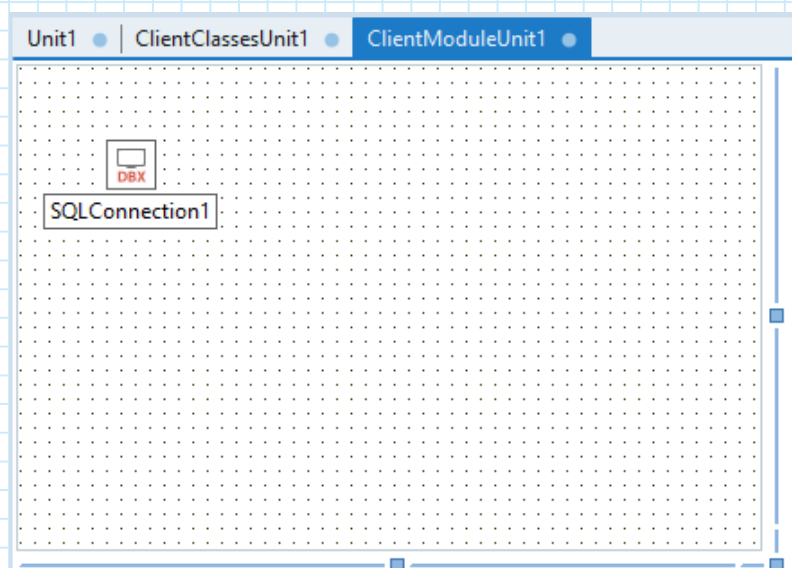 Unit1
ClientClassesUnit1
ClientModuleUnit1
DBX
SQLConnection1